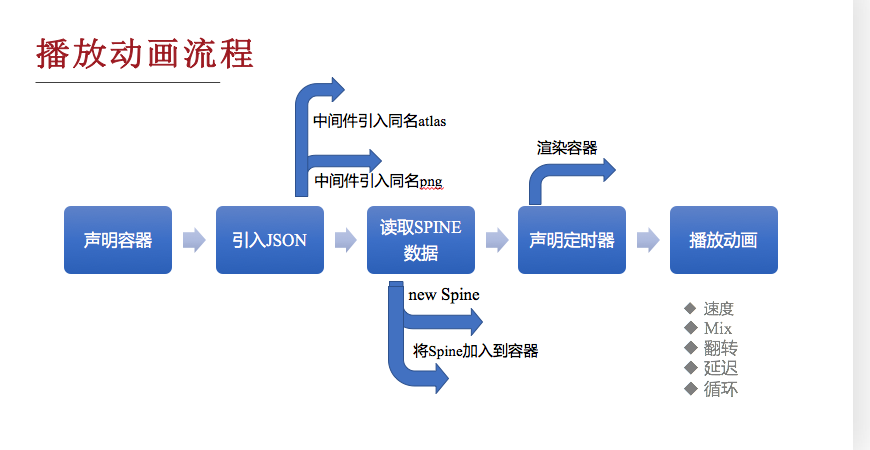 播放动画流程
中间件引入同名atlas
中间件引入同名png
渲染容器
声明容器
引入JSON
读取SPINE
数据
声明定时器
播放动画
new Spine
将Spine加入到容器
速度
Mix
翻转
延迟
循环